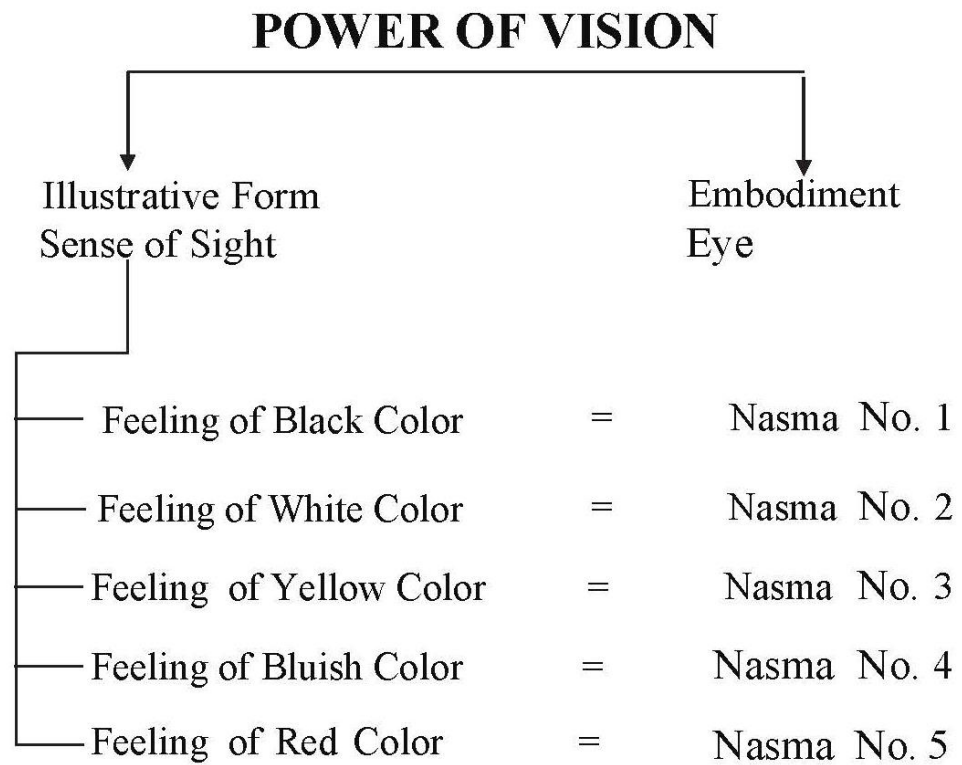 POWER OF VISION
Illustrative Form
Sense of Sight
Embodiment
Eye
Feeling of Black Color = Nasma No. 1
Feeling of White Color = Nasma No. 2
Feeling of Yellow Color = Nasma No. 3
Feeling of Bluish Color = Nasma No. 4
Feeling of Red Color = Nasma No. 5